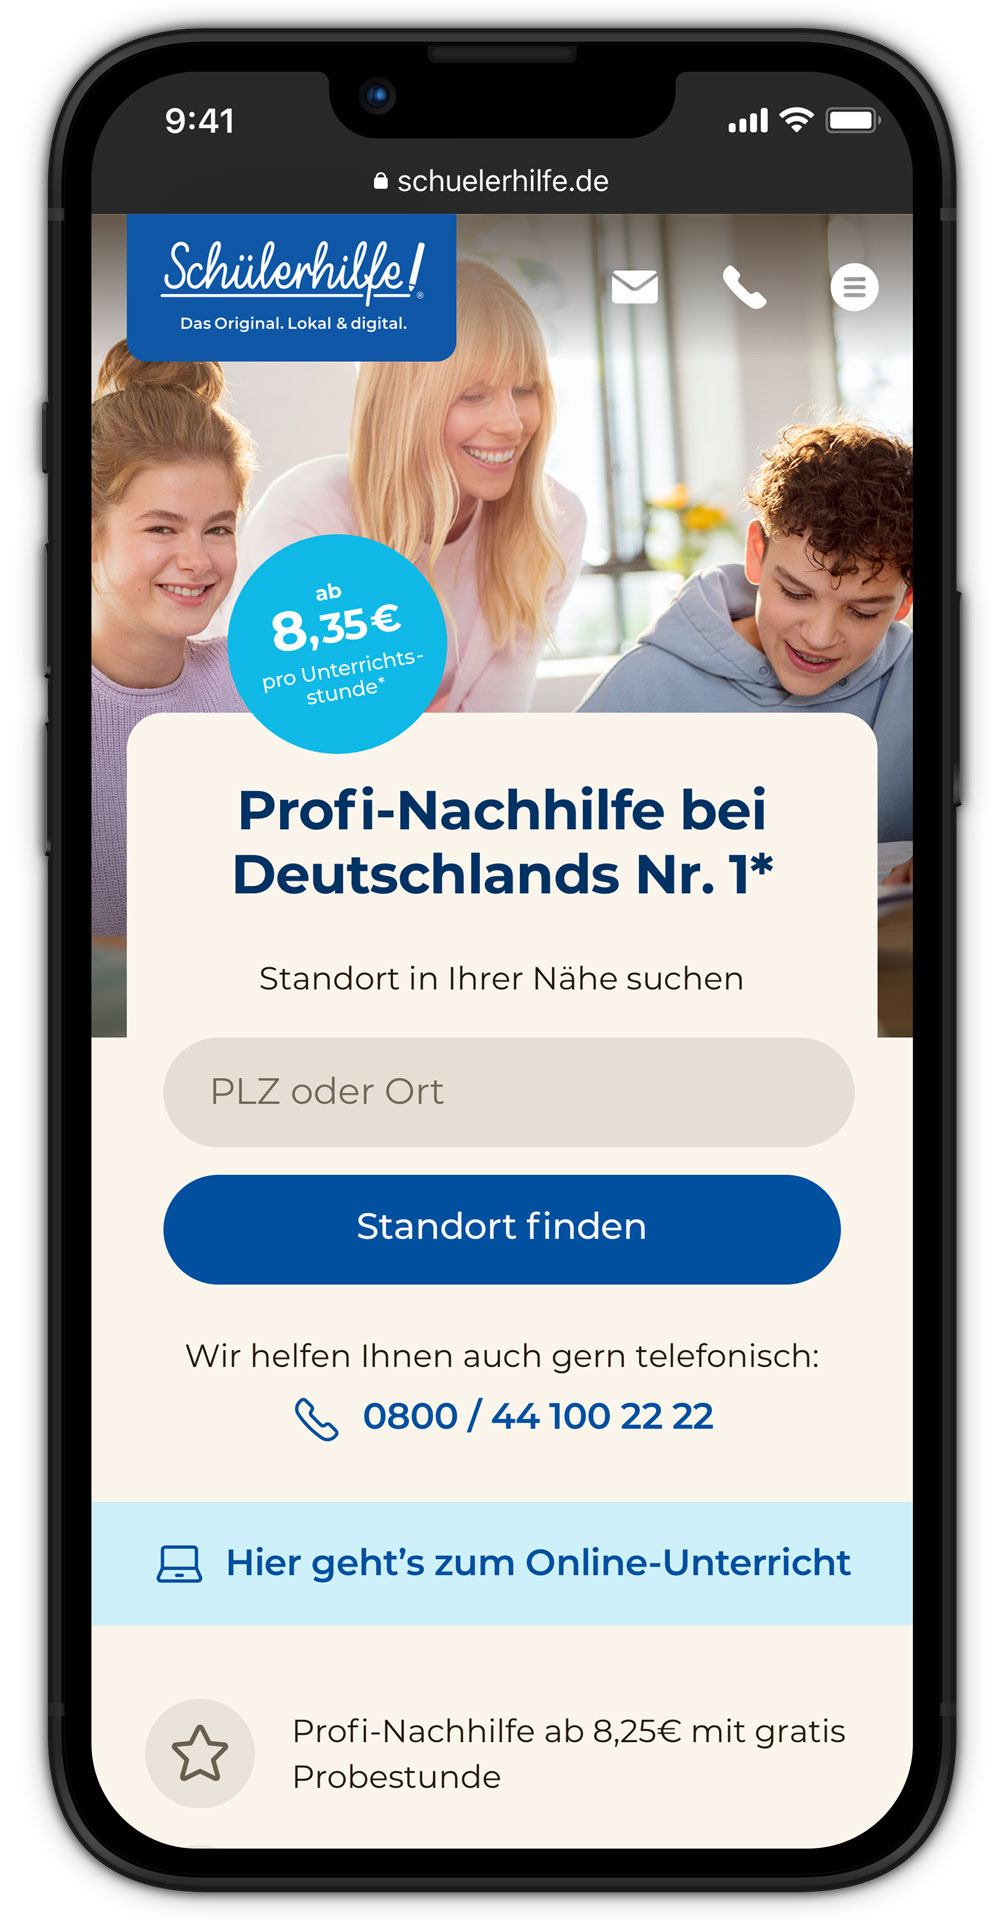 9:41
schuelerhilfe.de
Schülerhilfe!®
Das Original. Lokal & digital.
ab
8,35€
pro Unterrichts-
stunde*
Profi-Nachhilfe bei
Deutschlands Nr. 1*
Standort in Ihrer Nähe suchen
PLZ oder Ort
Standort finden
Wir helfen Ihnen auch gern telefonisch:
0800 / 44 100 22 22
Hier geht’s zum Online-Unterricht
Profi-Nachhilfe ab 8,25€ mit gratis
Probestunde